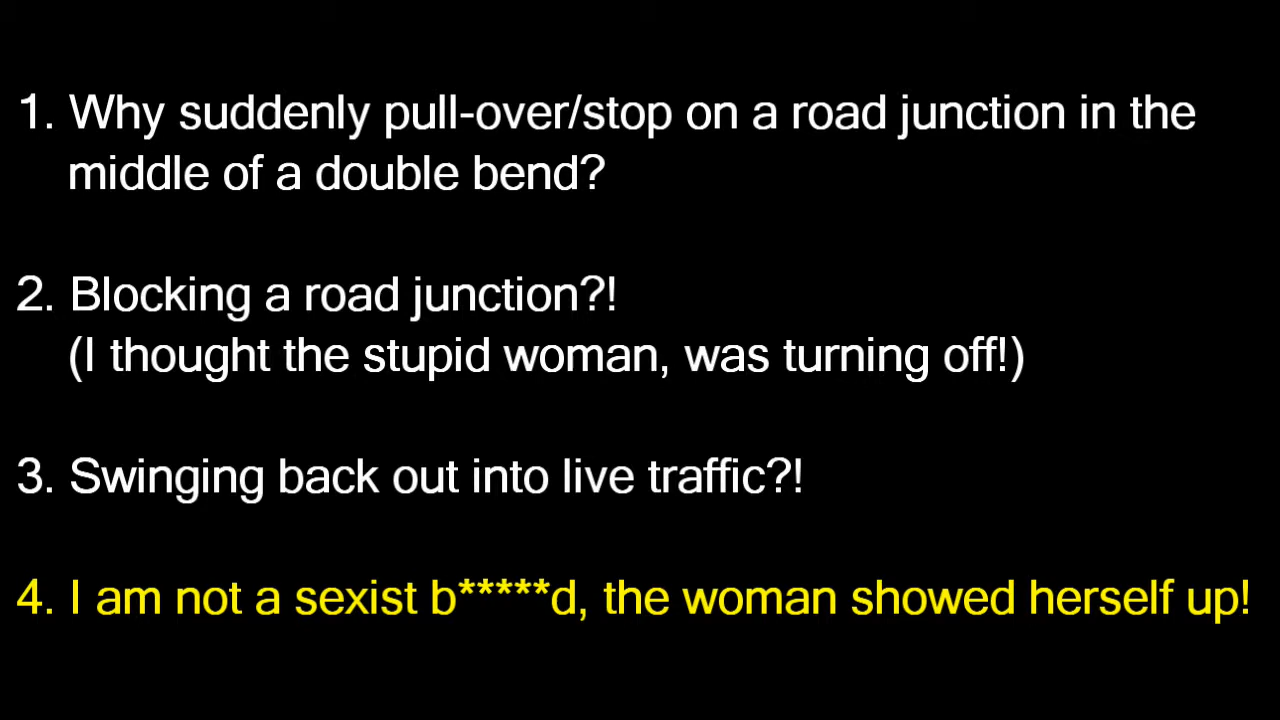 1. Why suddenly pull-over/stop on a road junction in the
middle of a double bend?
2. Blocking a road junction?!
(I thought the stupid woman, was turning off!)
3. Swinging back out into live traffic?!
4. I am not a sexist b*****d, the woman showed herself up!